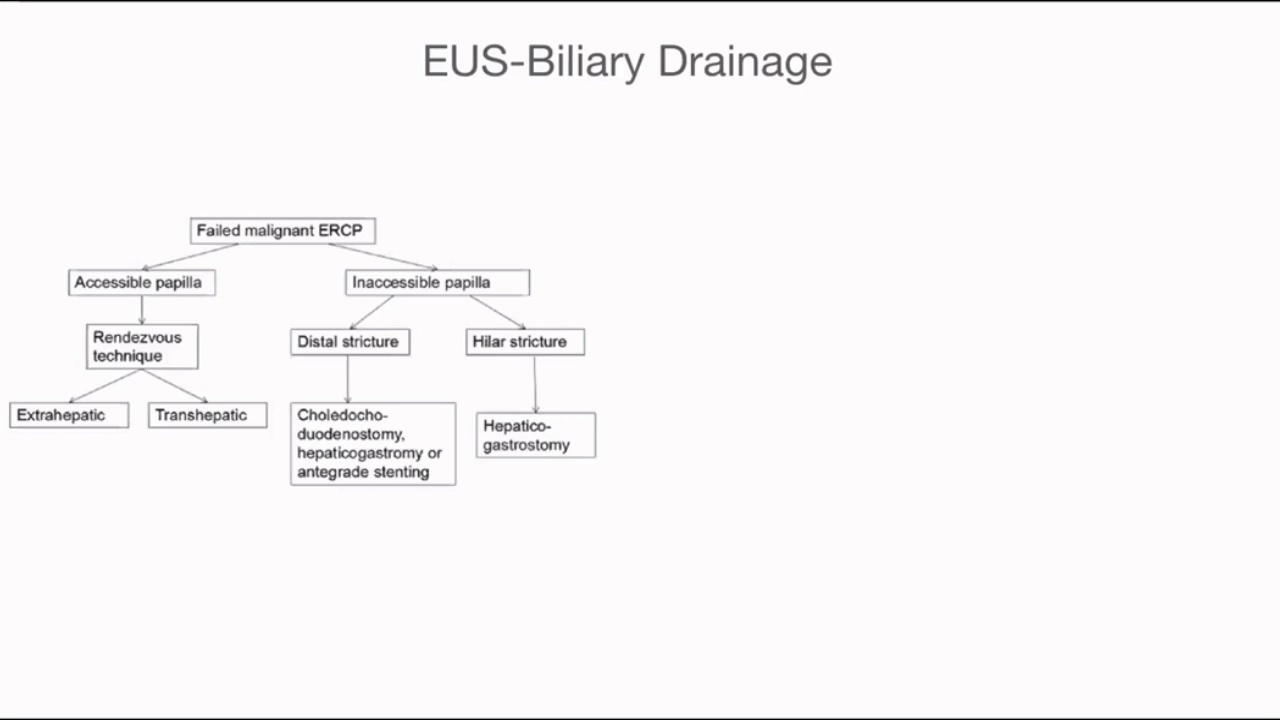 EUS-Biliary Drainage
Failed malignant ERCP
Accessible papilla
Inaccessible papilla
Rendezvous
technique
Distal stricture
Hilar stricture
Extrahepatic
Transhepatic
Choledocho-
duodenostomy,
hepaticogastromy or
antegrade stenting
Hepatico-
gastrostomy